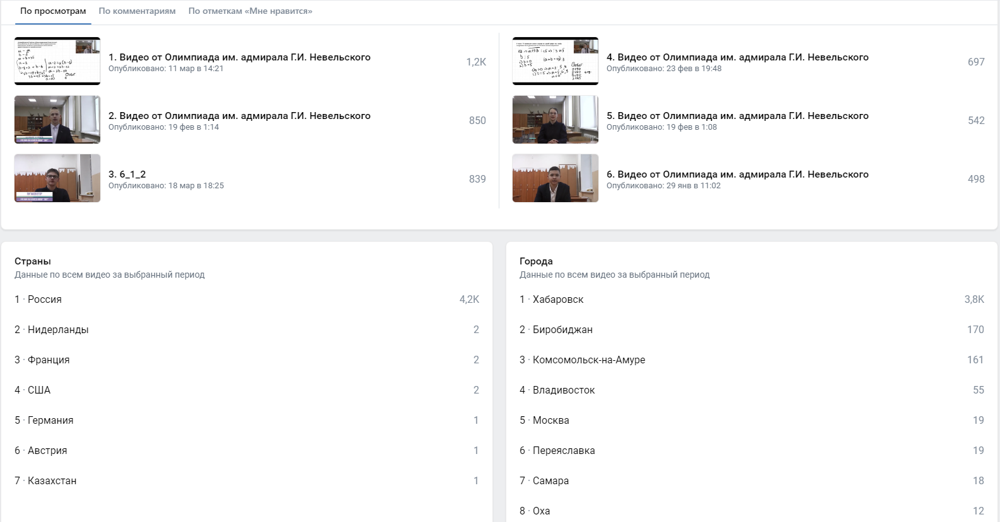 По просмотрам
По комментариям
По отметкам «Мне нравится»
1. Видео от Олимпиада им. адмирала Г.И. Невельского
Опубликовано: 11 мар в 14:21
1,2K
2. Видео от Олимпиада им. адмирала Г.И. Невельского
Опубликовано: 19 фев в 1:14
850
3. 6_1_2
Опубликовано: 18 мар в 18:25
839
4. Видео от Олимпиада им. адмирала Г.И. Невельского
Опубликовано: 23 фев в 19:48
697
5. Видео от Олимпиада им. адмирала Г.И. Невельского
Опубликовано: 19 фев в 1:08
542
6. Видео от Олимпиада им. адмирала Г.И. Невельского
Опубликовано: 29 янв в 11:02
498
Страны
Данные по всем видео за выбранный период
1 · Россия 4,2K
2 · Нидерланды 2
3 · Франция 2
4 · США 2
5 · Германия 1
6 · Австрия 1
7 · Казахстан 1
Города
Данные по всем видео за выбранный период
1 · Хабаровск 3,8K
2 · Биробиджан 170
3 · Комсомольск-на-Амуре 161
4 · Владивосток 55
5 · Москва 19
6 · Переяславка 19
7 · Самара 18
8 · Оха 12